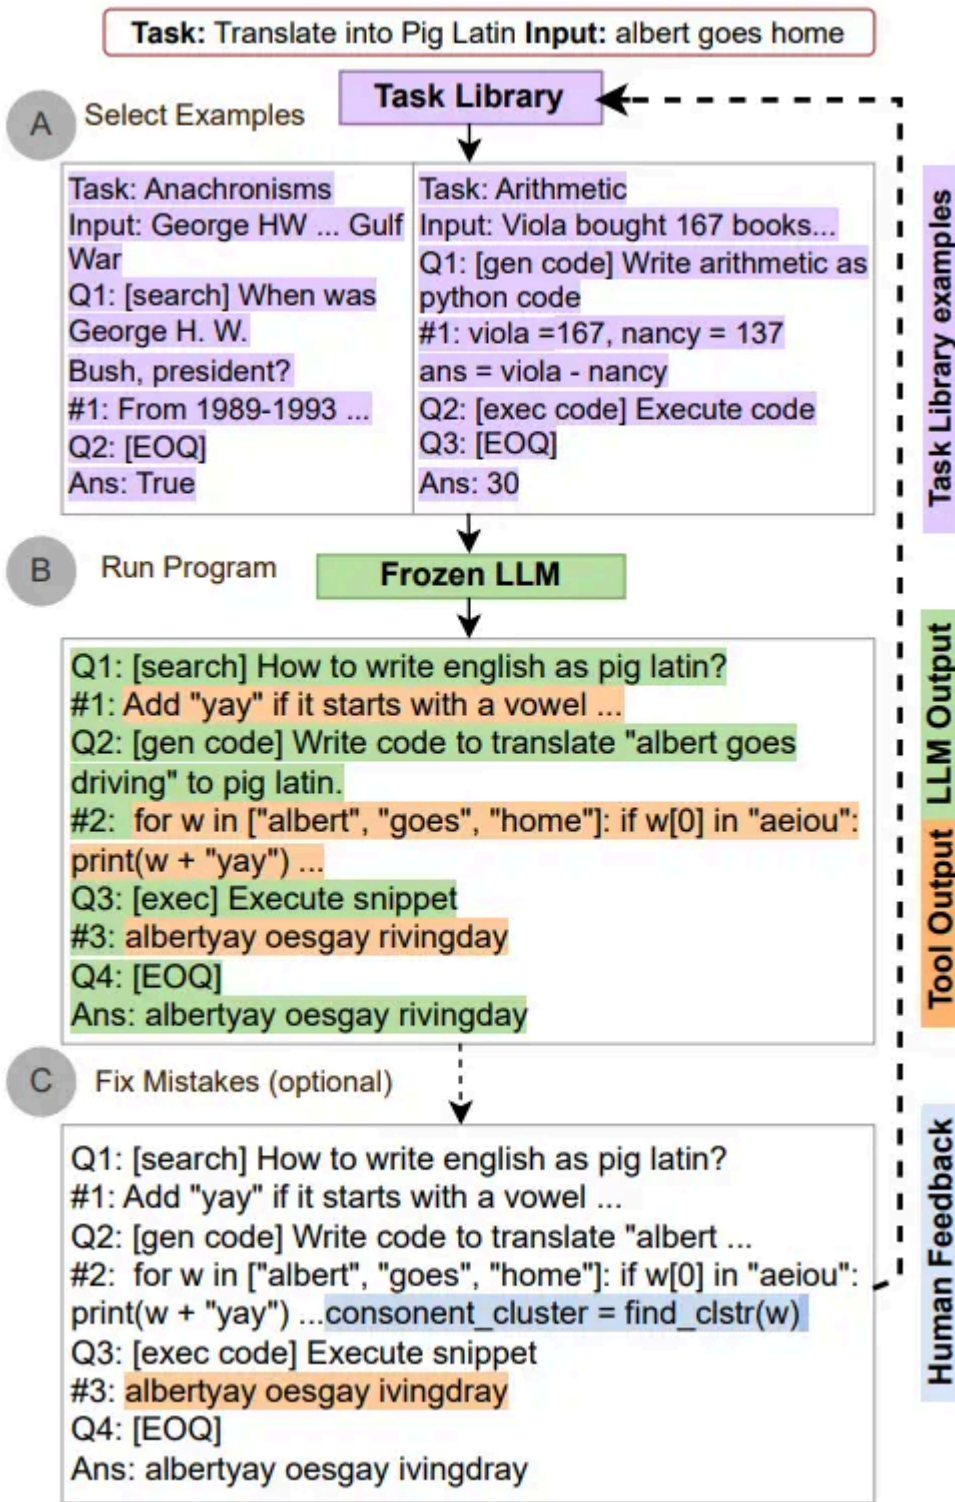 Task: Translate into Pig Latin Input: albert goes home
A
Select Examples
Task Library
Task: Anachronisms
Input: George HW ... Gulf
War
Q1: [search] When was
George H. W.
Bush, president?
#1: From 1989-1993 ...
Q2: [EOQ]
Ans: True
Task: Arithmetic
Input: Viola bought 167 books...
Q1: [gen code] Write arithmetic as
python code
#1: viola =167, nancy = 137
ans = viola - nancy
Q2: [exec code] Execute code
Q3: [EOQ]
Ans: 30
B
Run Program
Frozen LLM
Q1: [search] How to write english as pig latin?
#1: Add "yay" if it starts with a vowel ...
Q2: [gen code] Write code to translate "albert goes
driving" to pig latin.
#2: for w in ["albert", "goes", "home"]: if w[0] in "aeiou":
print(w + "yay") ...
Q3: [exec] Execute snippet
#3: albertyay oesgay rivingday
Q4: [EOQ]
Ans: albertyay oesgay rivingday
C
Fix Mistakes (optional)
Q1: [search] How to write english as pig latin?
#1: Add "yay" if it starts with a vowel ...
Q2: [gen code] Write code to translate "albert ...
#2: for w in ["albert", "goes", "home"]: if w[0] in "aeiou":
print(w + "yay") ...consonent_cluster = find_clstr(w)
Q3: [exec code] Execute snippet
#3: albertyay oesgay ivingdray
Q4: [EOQ]
Ans: albertyay oesgay ivingdray
Task Library examples
LLM Output
Tool Output
Human Feedback